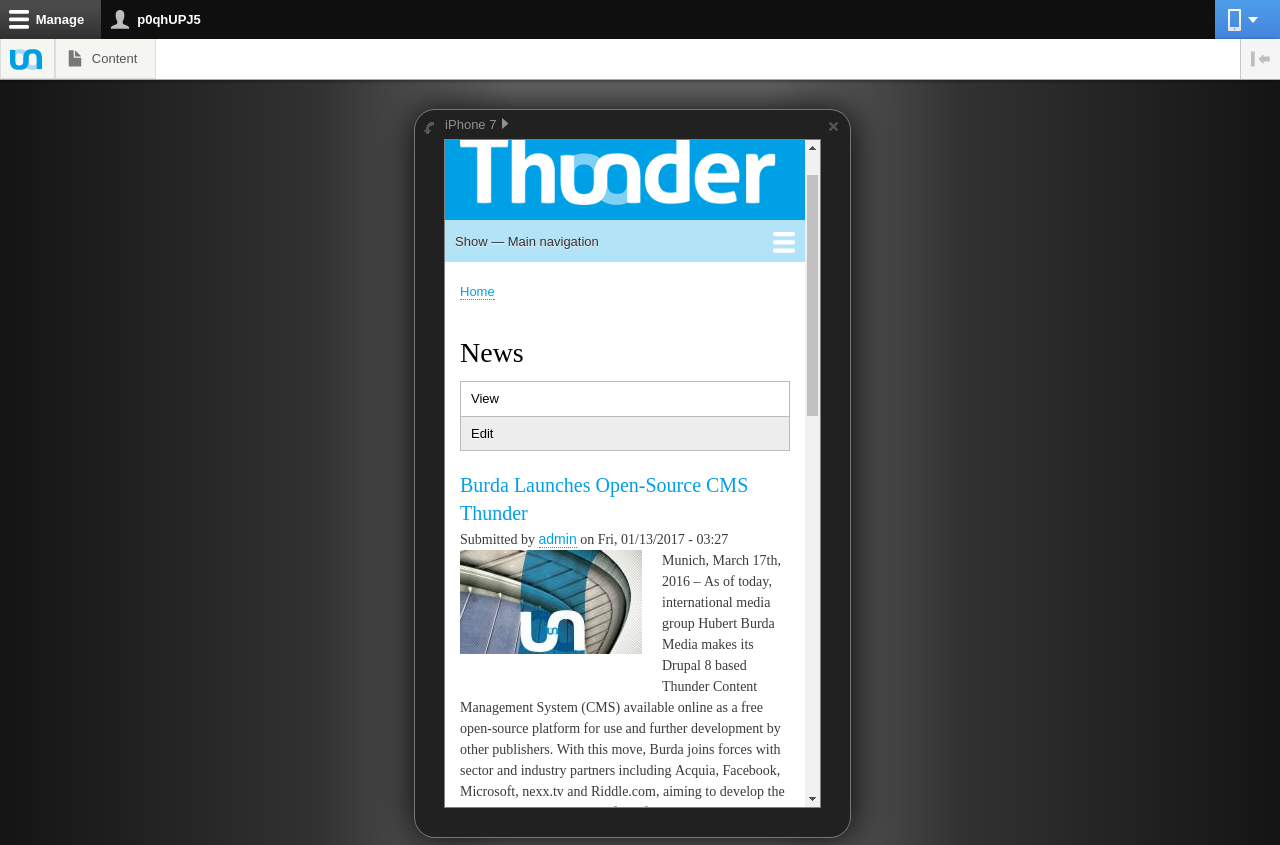 Manage
p0qhUPJ5
Content
iPhone 7
Thunder
Show — Main navigation
Home
News
View
Edit
Burda Launches Open-Source CMS
Thunder
Submitted by admin on Fri, 01/13/2017 - 03:27
Munich, March 17th,
2016 – As of today,
international media
group Hubert Burda
Media makes its
Drupal 8 based
Thunder Content
Management System (CMS) available online as a free
open-source platform for use and further development by
other publishers. With this move, Burda joins forces with
sector and industry partners including Acquia, Facebook,
Microsoft, nexx.tv and Riddle.com, aiming to develop the